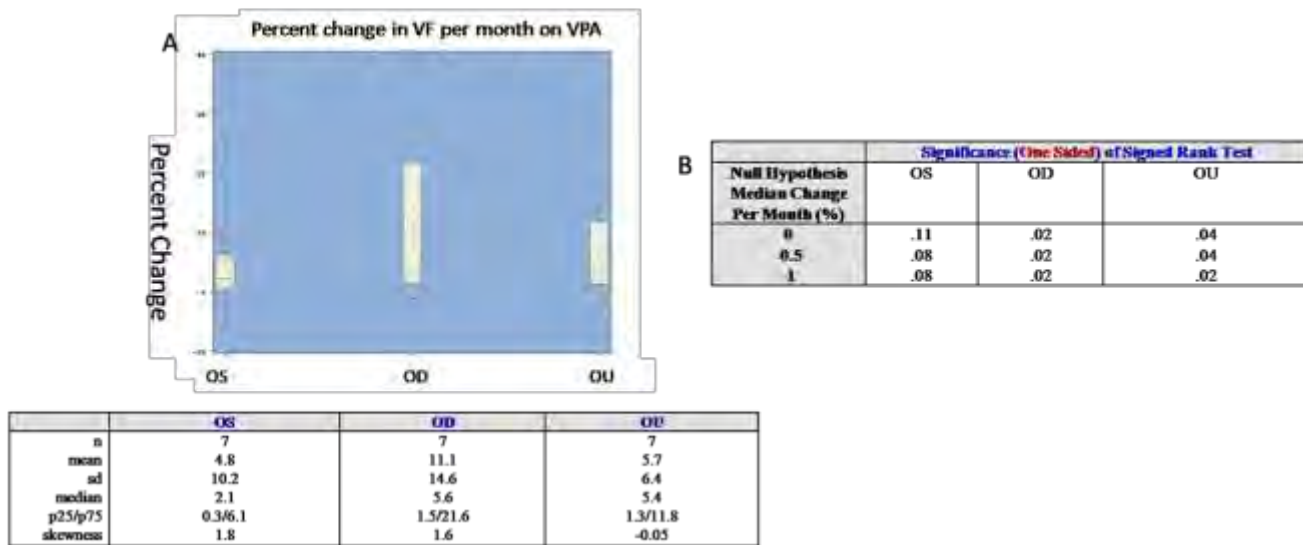 A
Percent change in VF per month on VPA
Percent Change
OS OD OU
B
Significance (One Sided) of Signed Rank Test
Null Hypothesis Median Change Per Month (%) OS OD OU
0 .11 .02 .04
0.5 .08 .02 .04
1 .08 .02 .02
OS OD OU
n 7 7 7
mean 4.8 11.1 5.7
sd 10.2 14.6 6.4
median 2.1 5.6 5.4
p25/p75 0.3/6.1 1.5/21.6 1.3/11.8
skewness 1.8 1.6 -0.05